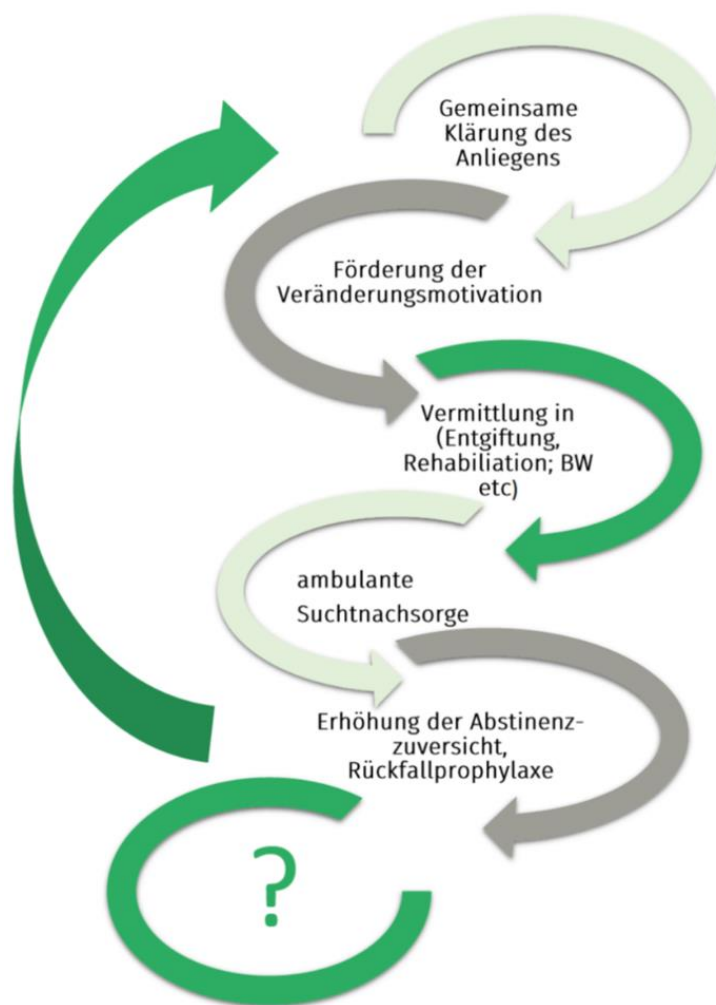 Gemeinsame
Klärung des
Anliegens
Förderung der
Veränderungsmotivation
Vermittlung in
(Entgiftung,
Rehabiliation; BW
etc)
ambulante
Suchtnachsorge
Erhöhung der Abstinenz-
zuversicht,
Rückfallprophylaxe
?